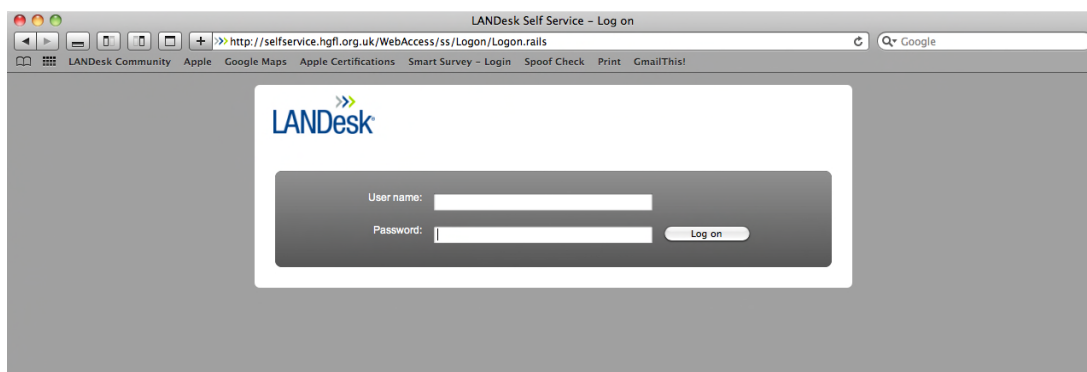 LANDesk Self Service – Log on
http://selfservice.hgfl.org.uk/WebAccess/ss/Logon/Logon.rails
Google
LANDesk Community Apple Google Maps Apple Certifications Smart Survey – Login Spoof Check Print GmailThis!
LANDesk
User name:
Password:
Log on